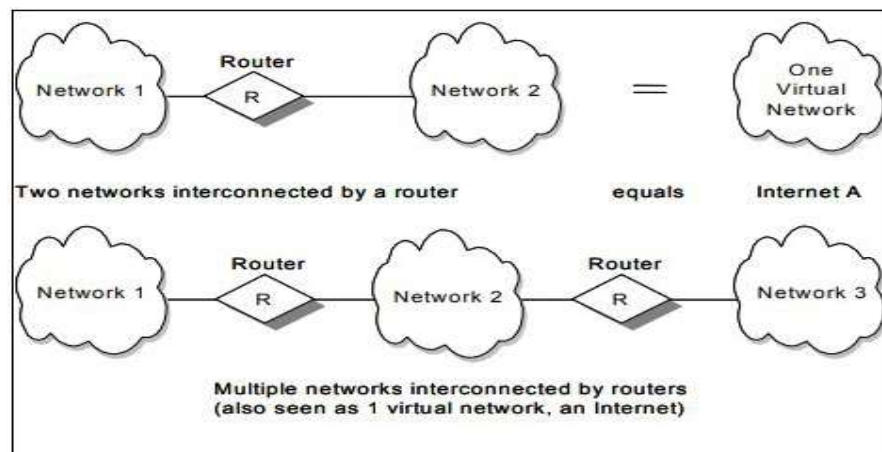 Router
Network 1
R
Network 2
=
One
Virtual
Network
Two networks interconnected by a router
equals
Internet A
Router
Router
Network 1
R
Network 2
R
Network 3
Multiple networks interconnected by routers
(also seen as 1 virtual network, an Internet)